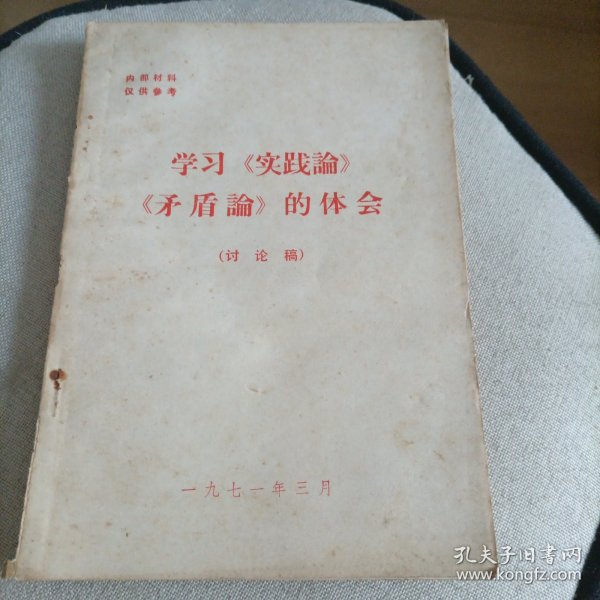 内部材料
仅供参考
学习《实践論》
《矛盾論》的体会
(讨论稿)
一九七一年三月
孔夫子旧书网
www.kongfz.com